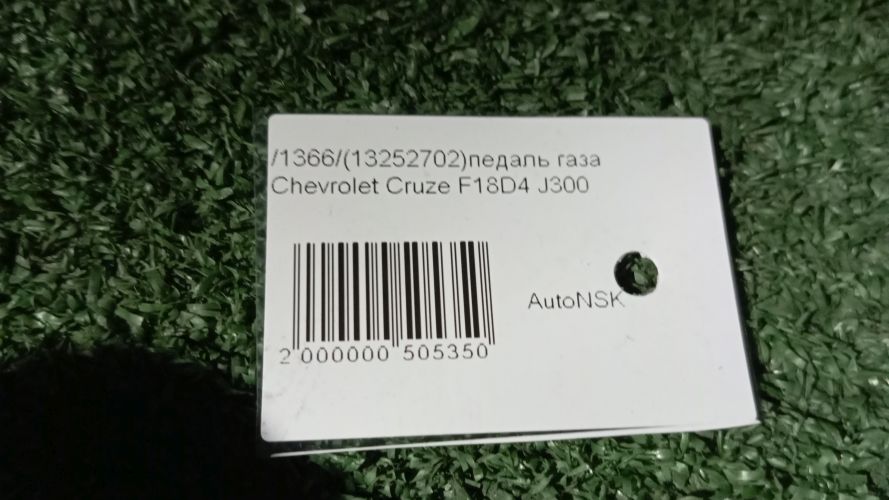 /1366/(13252702)педаль газа
Chevrolet Cruze F18D4 J300
AutoNSK
2 000000 505350